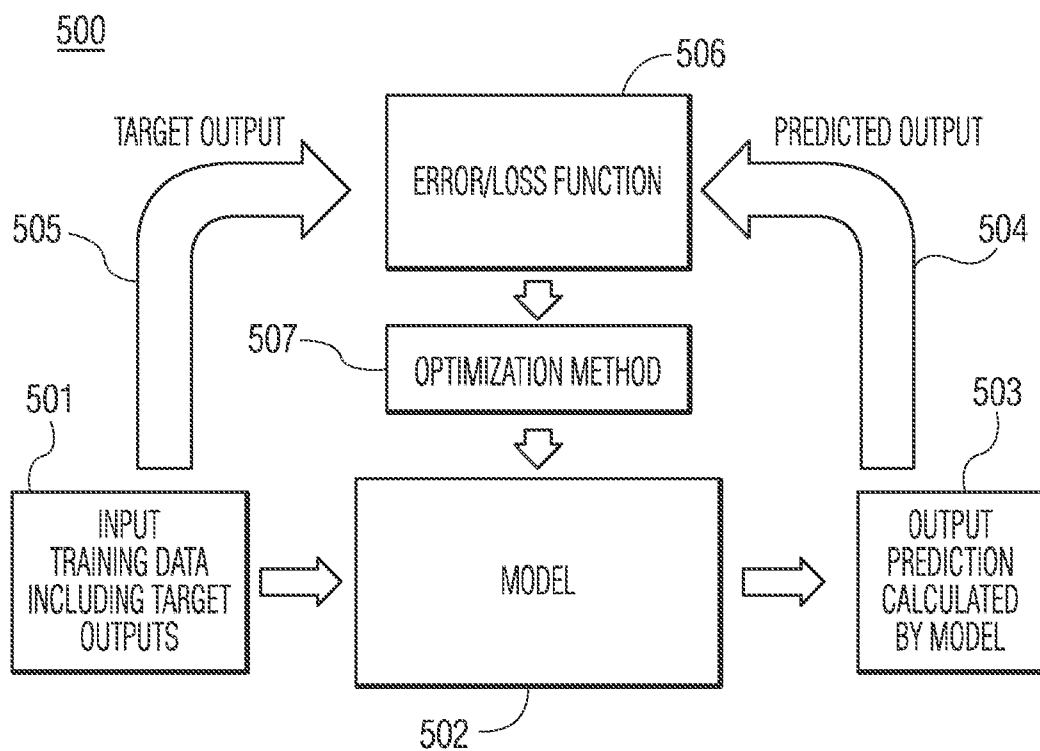 500
506
TARGET OUTPUT
PREDICTED OUTPUT
ERROR/LOSS FUNCTION
505
504
507
OPTIMIZATION METHOD
501
503
INPUT
TRAINING DATA
INCLUDING TARGET
OUTPUTS
MODEL
OUTPUT
PREDICTION
CALCULATED
BY MODEL
502